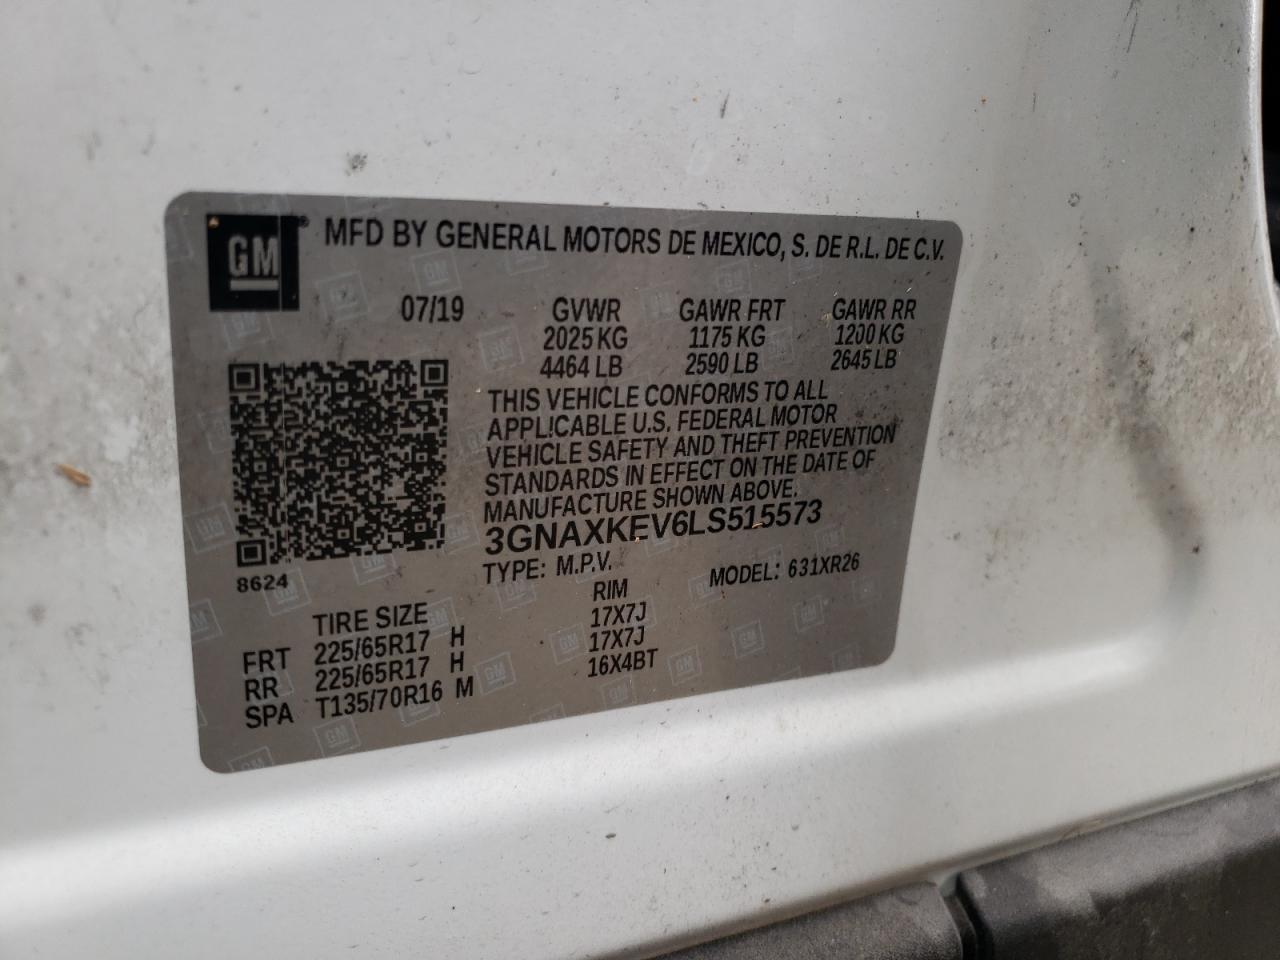 GM ® MFD BY GENERAL MOTORS DE MEXICO, S. DE R.L. DE C.V.
07/19 GVWR GAWR FRT GAWR RR
2025 KG 1175 KG 1200 KG
4464 LB 2590 LB 2645 LB
THIS VEHICLE CONFORMS TO ALL
APPLICABLE U.S. FEDERAL MOTOR
VEHICLE SAFETY AND THEFT PREVENTION
STANDARDS IN EFFECT ON THE DATE OF
MANUFACTURE SHOWN ABOVE.
3GNAXKEV6LS515573
8624
TYPE: M.P.V. MODEL: 631XR26
TIRE SIZE RIM
FRT 225/65R17 H 17X7J
RR 225/65R17 H 17X7J
SPA T135/70R16 M 16X4BT